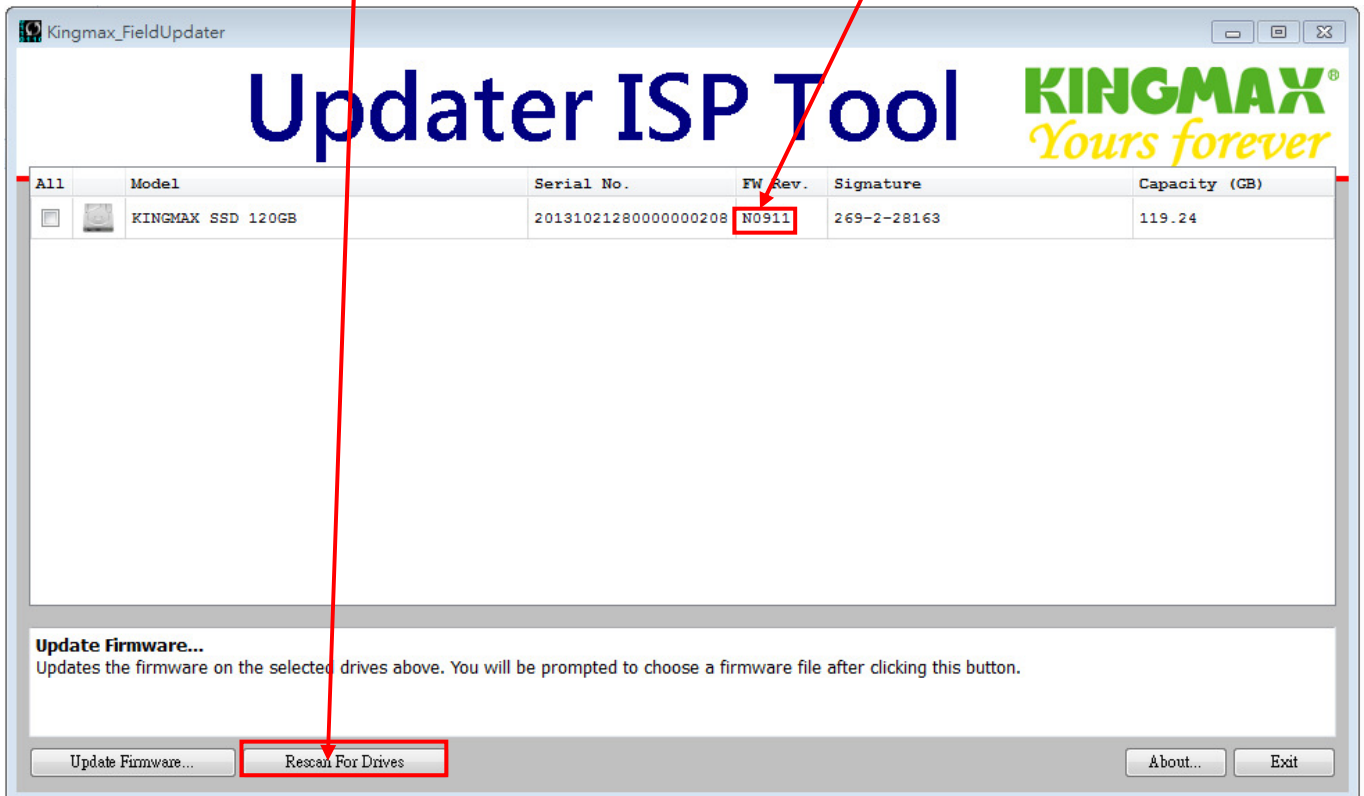 Kingmax_FieldUpdater
Updater ISP Tool
KINGMAX®
Yours forever
All Model Serial No. FW Rev. Signature Capacity (GB)
KINGMAX SSD 120GB 20131021280000000208 N0911 269-2-28163 119.24
Update Firmware...
Updates the firmware on the selected drives above. You will be prompted to choose a firmware file after clicking this button.
Update Firmware... Rescan For Drives About... Exit